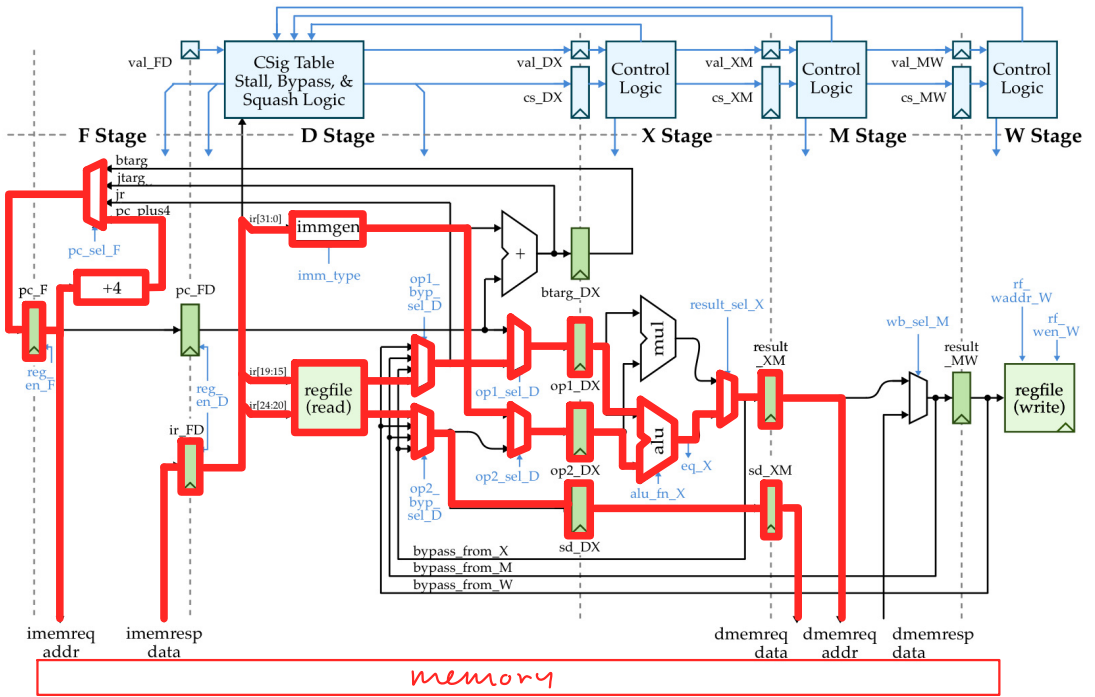 val_FD
CSig Table
Stall, Bypass, &
Squash Logic
val_DX
cs_DX
Control
Logic
val_XM
cs_XM
Control
Logic
val_MW
cs_MW
Control
Logic
F Stage
D Stage
X Stage
M Stage
W Stage
btarg
jtarg
jr
pc_plus4
pc_sel_F
ir[31:0]
immgen
imm_type
+4
+
btarg_DX
pc_F
pc_FD
reg_
en_F
reg_
en_D
op1_
byp_
sel_D
ir[19:15]
ir[24:20]
regfile
(read)
op1_sel_D
op1_DX
mul
result_sel_X
result
_XM
wb_sel_M
result
_MW
rf_
waddr_W
rf_
wen_W
regfile
(write)
ir_FD
op2_
byp_
sel_D
op2_sel_D
op2_DX
alu
eq_X
alu_fn_X
sd_XM
sd_DX
bypass_from_X
bypass_from_M
bypass_from_W
imemreq
addr
imemresp
data
dmemreq
data
dmemreq
addr
dmemresp
data
memory